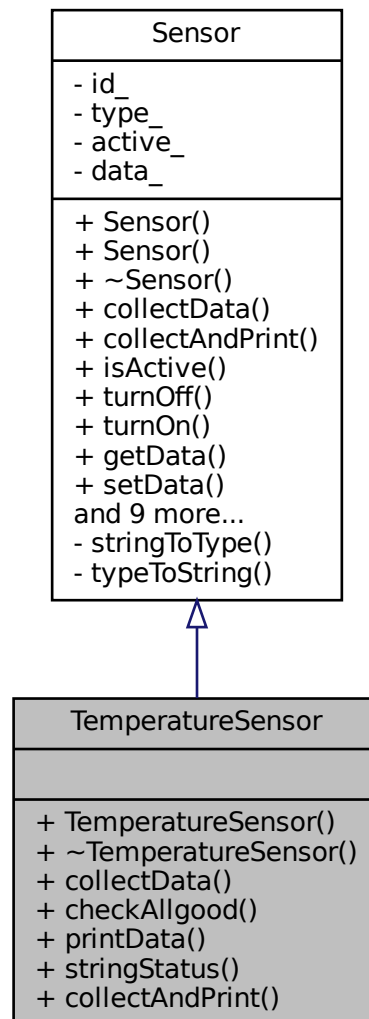 Sensor
- id_
- type_
- active_
- data_
+ Sensor()
+ Sensor()
+ ~Sensor()
+ collectData()
+ collectAndPrint()
+ isActive()
+ turnOff()
+ turnOn()
+ getData()
+ setData()
and 9 more...
- stringToType()
- typeToString()
TemperatureSensor
+ TemperatureSensor()
+ ~TemperatureSensor()
+ collectData()
+ checkAllgood()
+ printData()
+ stringStatus()
+ collectAndPrint()